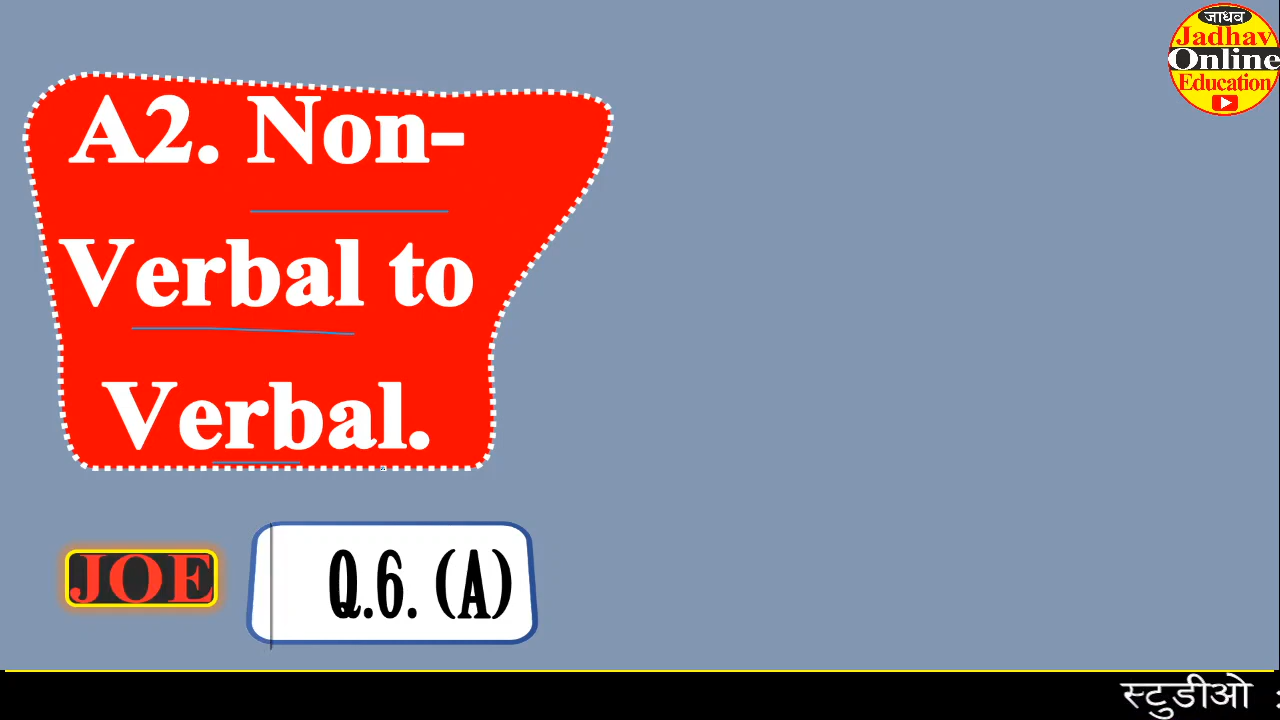 जाधव
Jadhav
Online
Education
A2. Non-
Verbal to
Verbal.
JOE
Q.6. (A)
स्टुडीओ